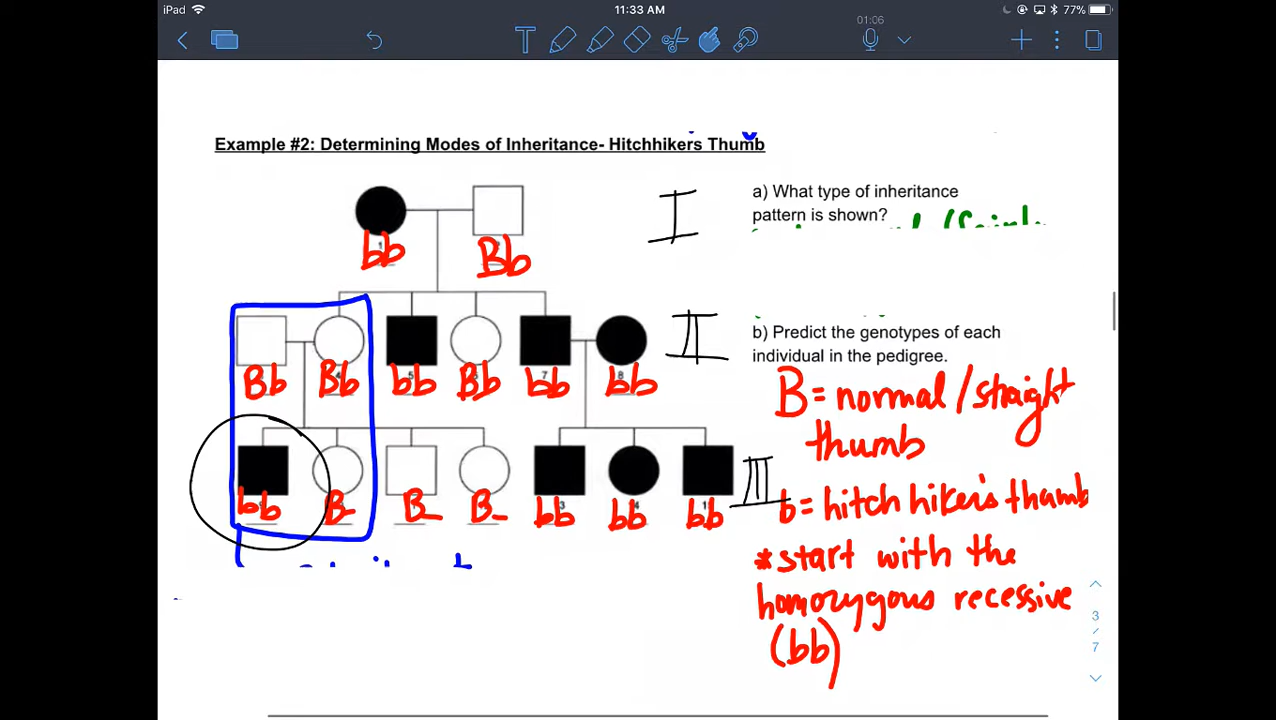 iPad
11:33 AM
77%
01:06
T
Example #2: Determining Modes of Inheritance- Hitchhikers Thumb
I
a) What type of inheritance
pattern is shown?
bb Bb
II
b) Predict the genotypes of each
individual in the pedigree.
Bb Bb bb Bb bb bb
B= normal/straight
thumb
III
bb B- B- B- bb bb bb
b= hitch hiker's thumb
*start with the
homozygous recessive
(bb)
3
/
7